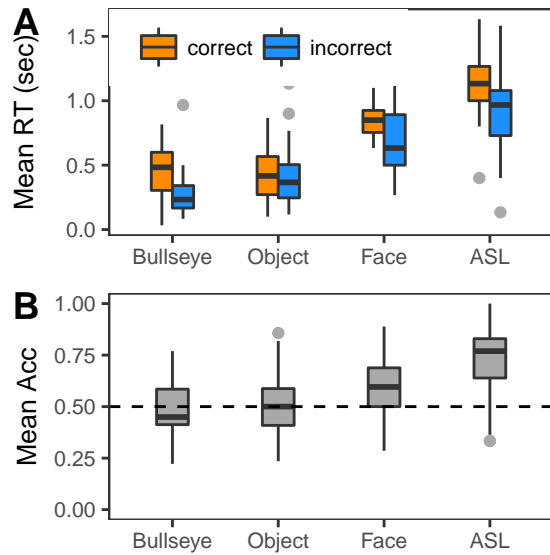 A
Mean RT (sec)
correct incorrect
1.5
1.0
0.5
0.0
Bullseye Object Face ASL
B
Mean Acc
1.00
0.75
0.50
0.25
0.00
Bullseye Object Face ASL